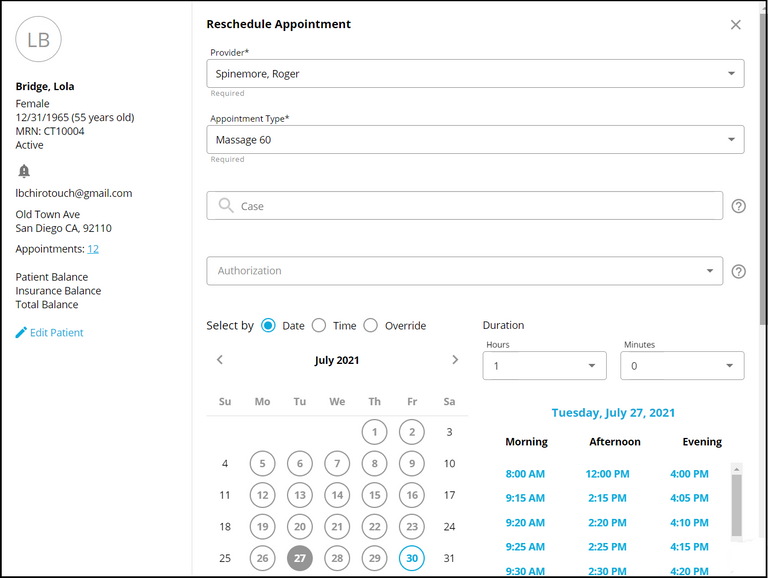 LB
Bridge, Lola
Female
12/31/1965 (55 years old)
MRN: CT10004
Active
lbchirotouch@gmail.com
Old Town Ave
San Diego CA, 92110
Appointments: 12
Patient Balance
Insurance Balance
Total Balance
Edit Patient
Reschedule Appointment
Provider*
Spinemore, Roger
Required
Appointment Type*
Massage 60
Required
Case
Authorization
Select by Date Time Override
July 2021
Su Mo Tu We Th Fr Sa
1 2 3
4 5 6 7 8 9 10
11 12 13 14 15 16 17
18 19 20 21 22 23 24
25 26 27 28 29 30 31
Duration
Hours Minutes
1 0
Tuesday, July 27, 2021
Morning Afternoon Evening
8:00 AM 12:00 PM 4:00 PM
9:15 AM 2:15 PM 4:05 PM
9:20 AM 2:20 PM 4:10 PM
9:25 AM 2:25 PM 4:15 PM
9:30 AM 2:30 PM 4:20 PM